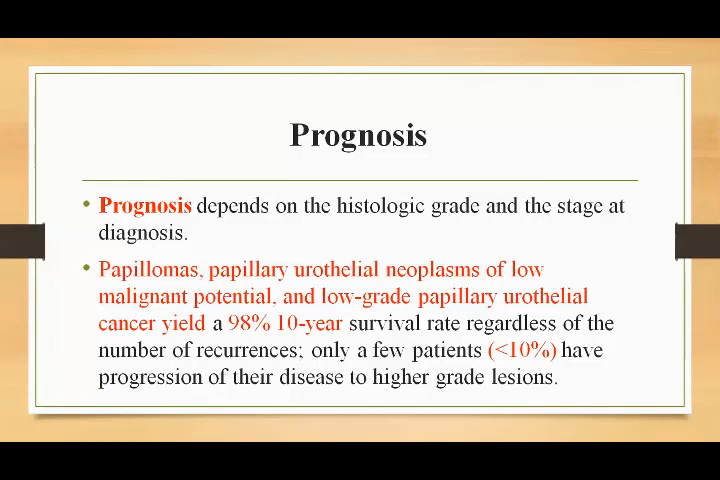 Prognosis
• Prognosis depends on the histologic grade and the stage at
diagnosis.
• Papillomas, papillary urothelial neoplasms of low
malignant potential, and low-grade papillary urothelial
cancer yield a 98% 10-year survival rate regardless of the
number of recurrences; only a few patients (<10%) have
progression of their disease to higher grade lesions.